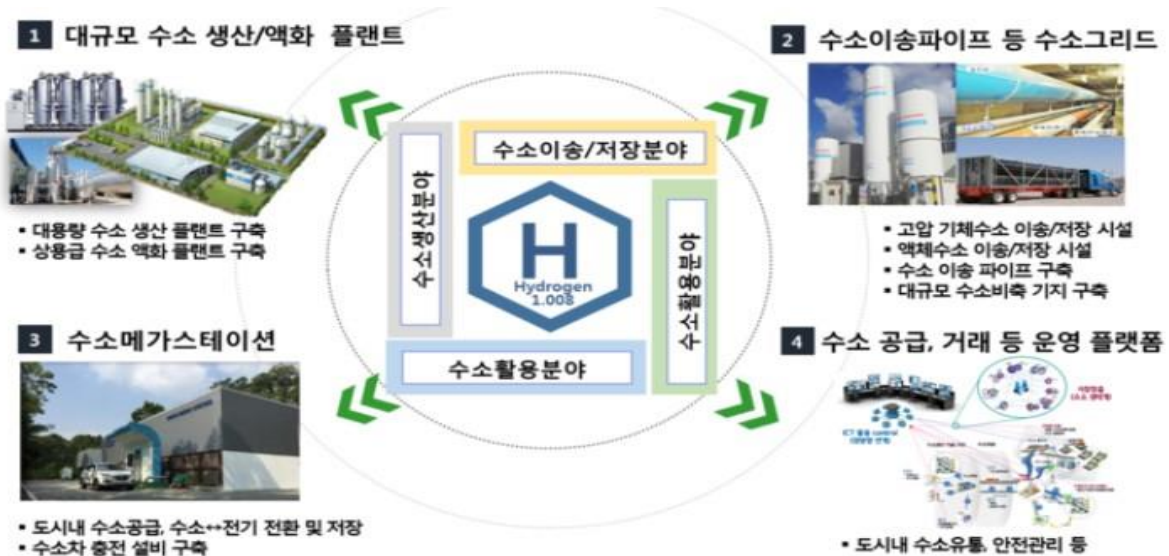 1 대규모 수소 생산/액화 플랜트
▪ 대용량 수소 생산 플랜트 구축
▪ 상용급 수소 액화 플랜트 구축
2 수소이송파이프 등 수소그리드
▪ 고압 기체수소 이송/저장 시설
▪ 액체수소 이송/저장 시설
▪ 수소 이송 파이프 구축
▪ 대규모 수소비축 기지 구축
수소이송/저장분야
수소생산분야
H
Hydrogen
1.008
수소활용분야
수소활용분야
3 수소메가스테이션
▪ 도시내 수소공급, 수소↔전기 전환 및 저장
▪ 수소차 충전 설비 구축
4 수소 공급, 거래 등 운영 플랫폼
ICT 활용 control
▪ 도시내 수소유통, 안전관리 등